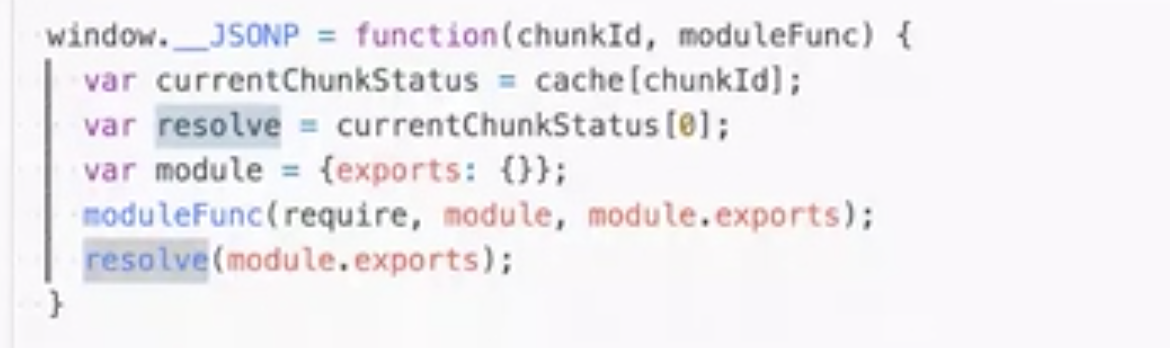 window.__JSONP = function(chunkId, moduleFunc) {
var currentChunkStatus = cache[chunkId];
var resolve = currentChunkStatus[0];
var module = {exports: {}};
moduleFunc(require, module, module.exports);
resolve(module.exports);
}